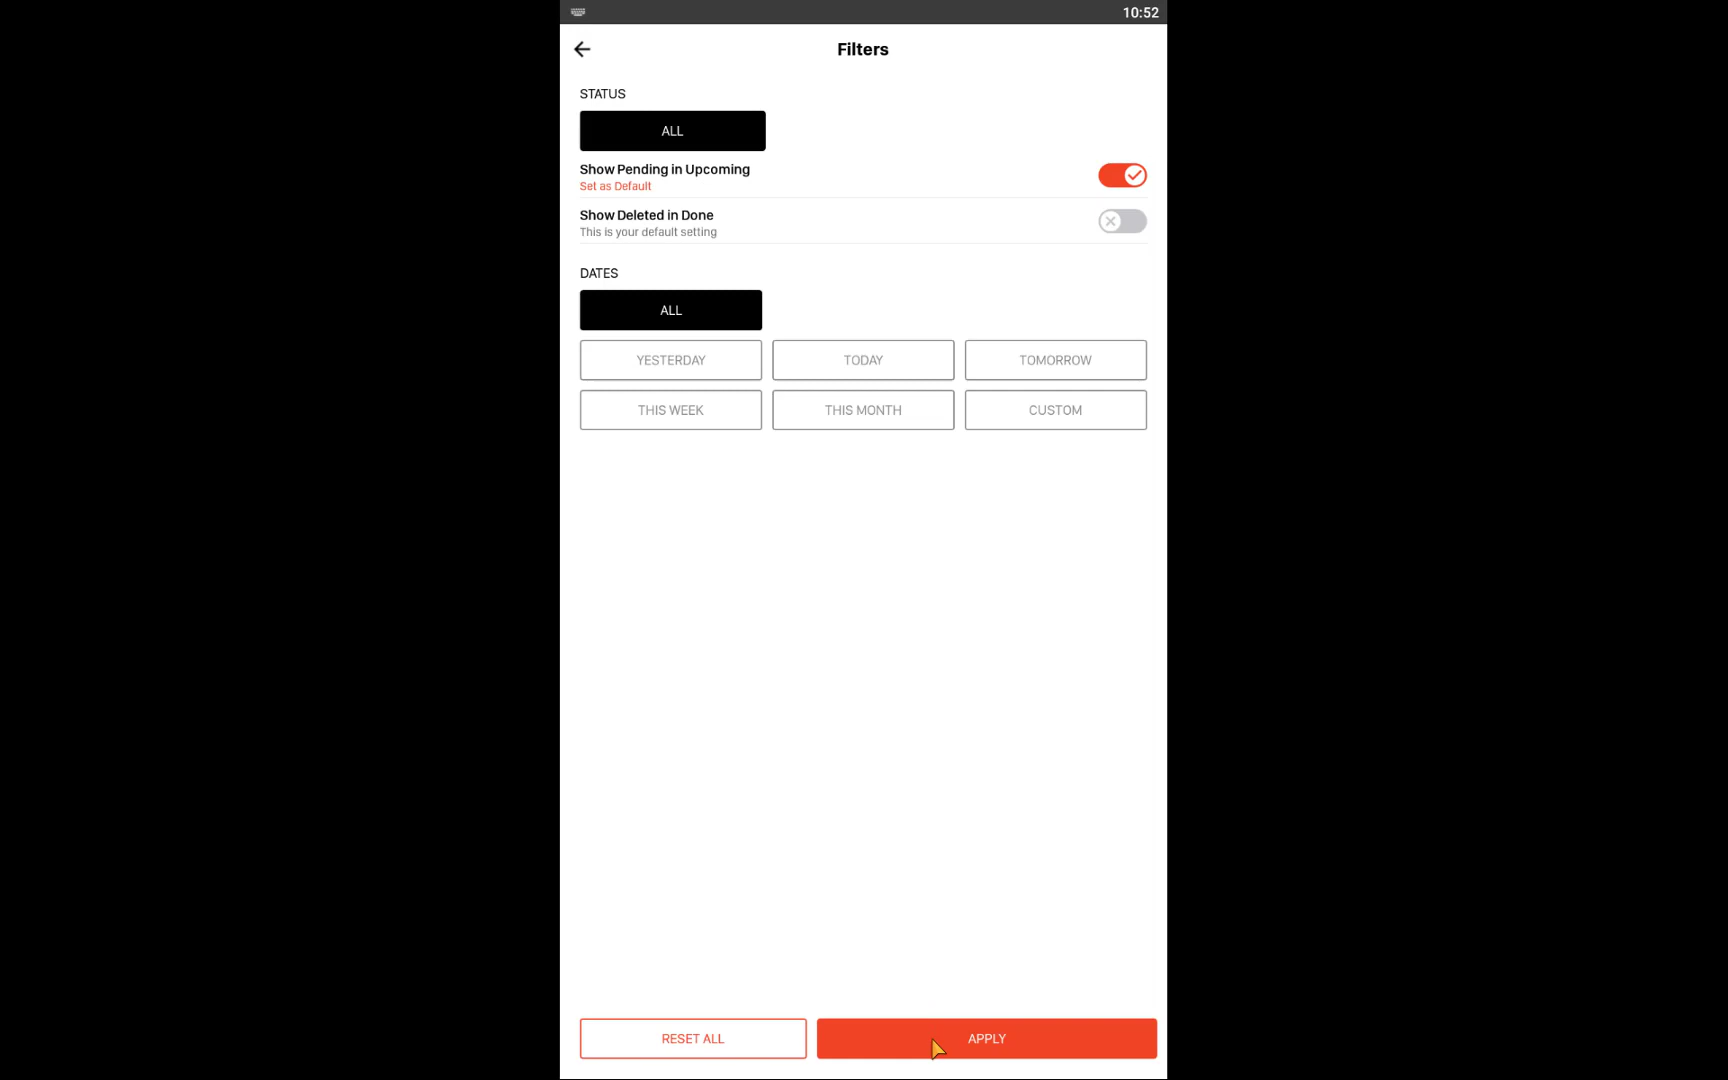 10:52
Filters
STATUS
ALL
Show Pending in Upcoming
Set as Default
Show Deleted in Done
This is your default setting
DATES
ALL
YESTERDAY TODAY TOMORROW
THIS WEEK THIS MONTH CUSTOM
RESET ALL APPLY